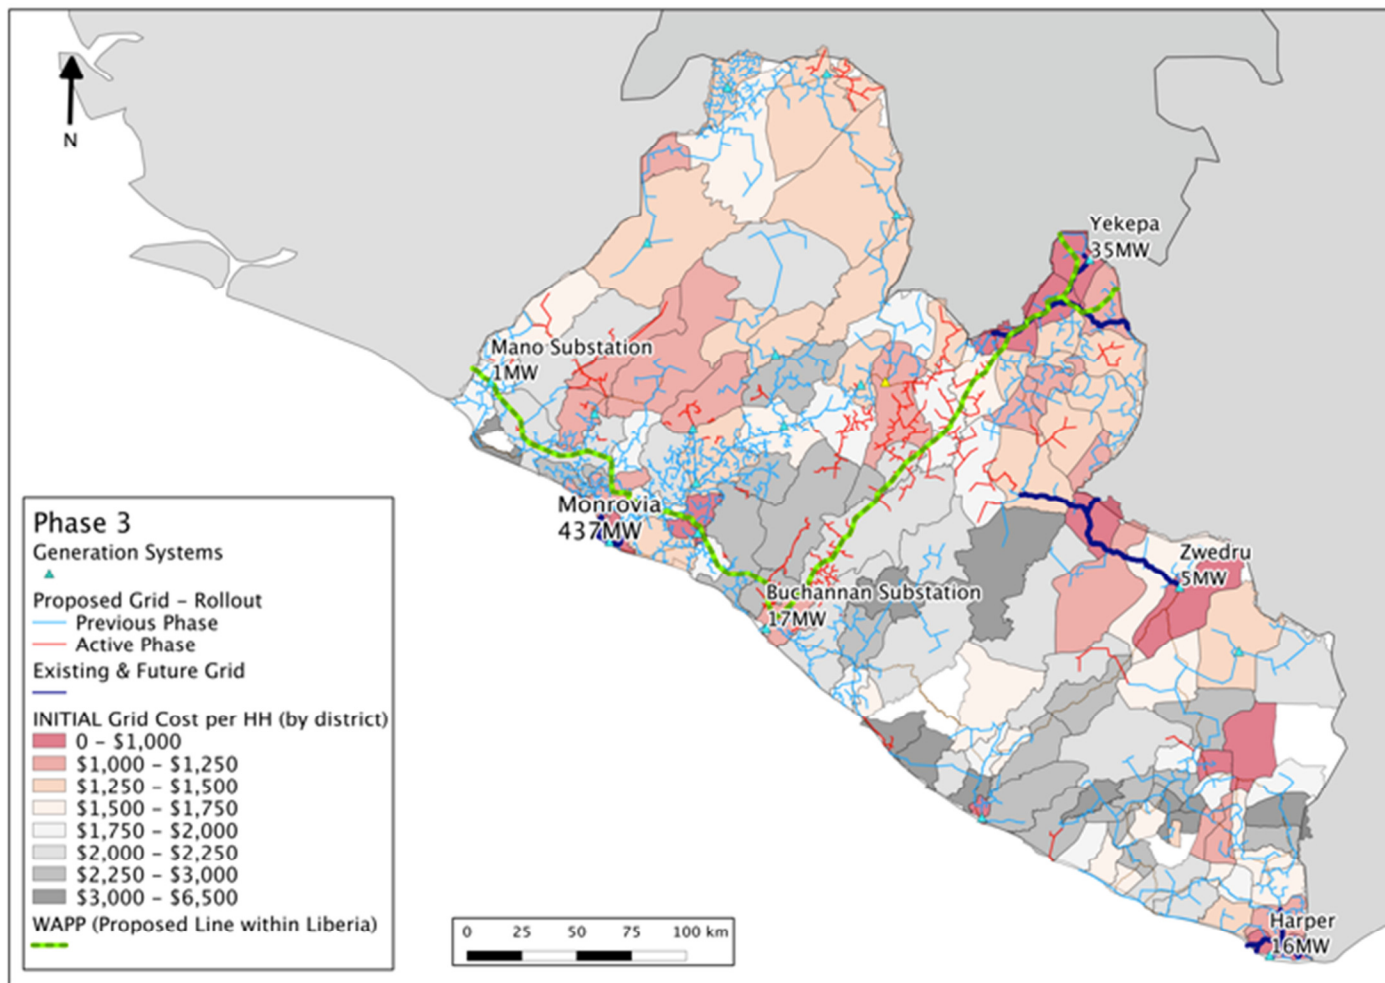 N
Yekepa
35MW
Mano Substation
1MW
Monrovia
437MW
Zwedru
5MW
Buchannan Substation
17MW
Harper
16MW
Phase 3
Generation Systems
Proposed Grid – Rollout
Previous Phase
Active Phase
Existing & Future Grid
INITIAL Grid Cost per HH (by district)
0 – $1,000
$1,000 – $1,250
$1,250 – $1,500
$1,500 – $1,750
$1,750 – $2,000
$2,000 – $2,250
$2,250 – $3,000
$3,000 – $6,500
WAPP (Proposed Line within Liberia)
0 25 50 75 100 km